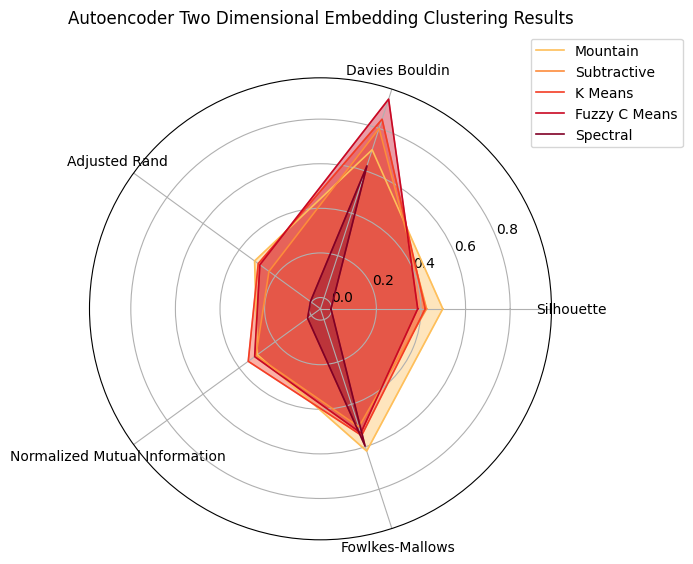 Autoencoder Two Dimensional Embedding Clustering Results
Mountain
Subtractive
K Means
Fuzzy C Means
Spectral
Davies Bouldin
Adjusted Rand
0.8
0.6
0.4
0.2
0.0
Silhouette
Normalized Mutual Information
Fowlkes-Mallows